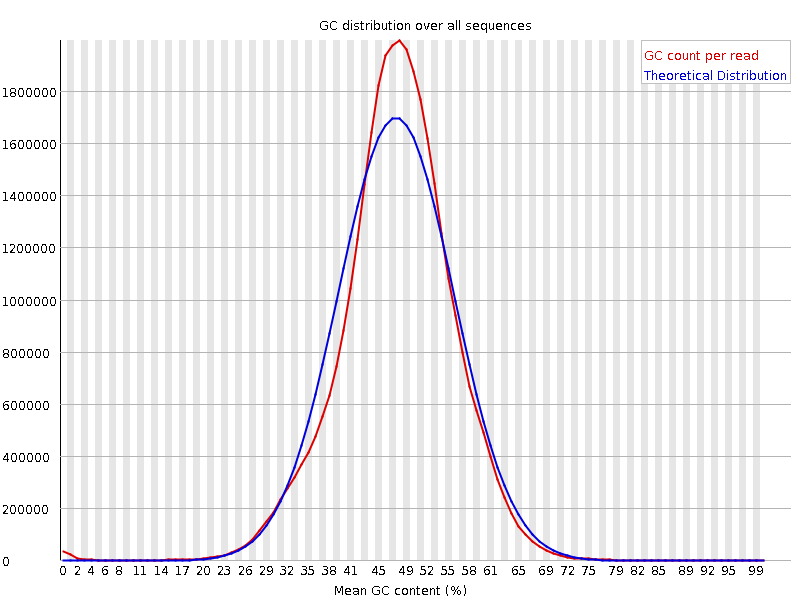 GC distribution over all sequences
GC count per read
Theoretical Distribution
1800000
1600000
1400000
1200000
1000000
800000
600000
400000
200000
0
0 2 4 6 8 11 14 17 20 23 26 29 32 35 38 41 45 49 52 55 58 61 65 69 72 75 79 82 85 89 92 95 99
Mean GC content (%)